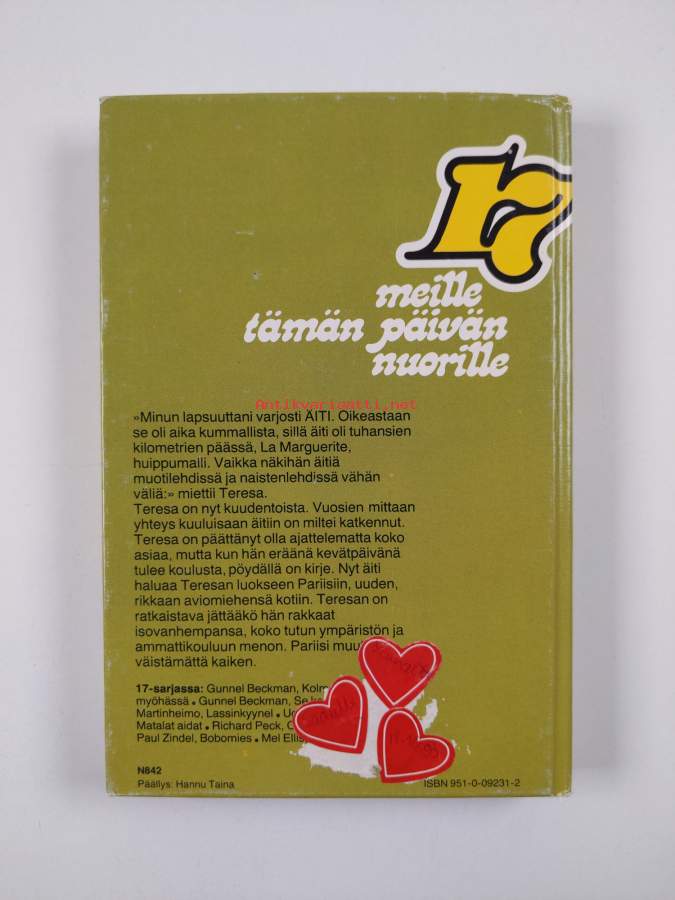 17
meille
tämän päivän
nuorille
Antikvariaatti.net
»Minun lapsuuttani varjosti ÄITI. Oikeastaan
se oli aika kummallista, sillä äiti oli tuhansien
kilometrien päässä, La Marguerite,
huippumalli. Vaikka näkihän äitiä
muotilehdissä ja naistenlehdissä vähän
väliä:» miettii Teresa.
Teresa on nyt kuudentoista. Vuosien mittaan
yhteys kuuluisaan äitiin on miltei katkennut.
Teresa on päättänyt olla ajattelematta koko
asiaa, mutta kun hän eräänä kevätpäivänä
tulee koulusta, pöydällä on kirje. Nyt äiti
haluaa Teresan luokseen Pariisiin, uuden,
rikkaan aviomiehensä kotiin. Teresan on
ratkaistava jättääkö hän rakkaat
isovanhempansa, koko tutun ympäristön ja
ammattikouluun menon. Pariisi
väistämättä kaiken.
17-sarjassa: Gunnel Beckman,
myöhässä • Gunnel Beckman, Se
Martinheimo, Lassinkyynel •
Matalat aidat • Richard Peck,
Paul Zindel, Bobomies • Mel
N842
Päällys: Hannu Taina
ISBN 951-0-09231-2